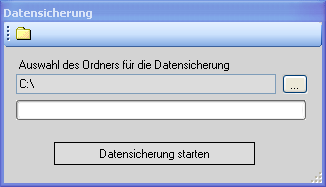 Datensicherung
Auswahl des Ordners für die Datensicherung
C:\
...
Datensicherung starten